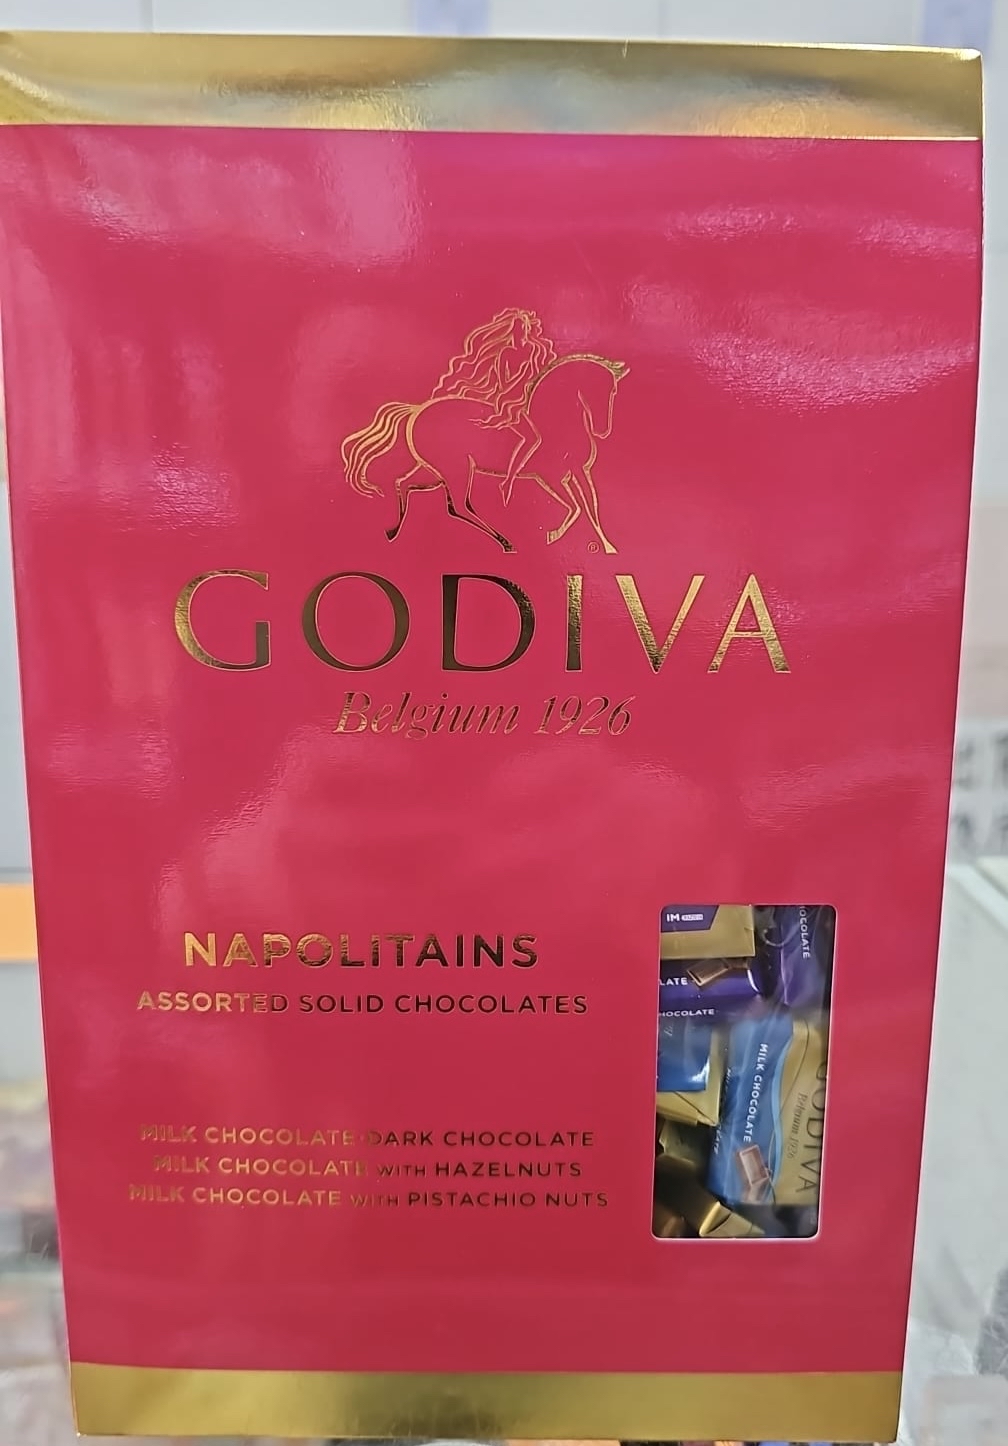 GODIVA
Belgium 1926
NAPOLITAINS
ASSORTED SOLID CHOCOLATES
MILK CHOCOLATE DARK CHOCOLATE
MILK CHOCOLATE WITH HAZELNUTS
MILK CHOCOLATE WITH PISTACHIO NUTS
MILK CHOCOLATE
Belgium 1926